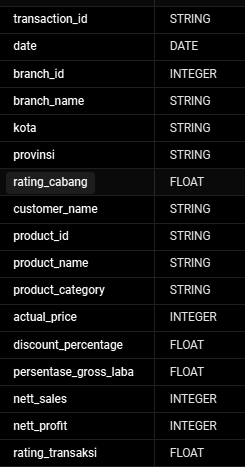 transaction_id STRING
date DATE
branch_id INTEGER
branch_name STRING
kota STRING
provinsi STRING
rating_cabang FLOAT
customer_name STRING
product_id STRING
product_name STRING
product_category STRING
actual_price INTEGER
discount_percentage FLOAT
persentase_gross_laba FLOAT
nett_sales INTEGER
nett_profit INTEGER
rating_transaksi FLOAT